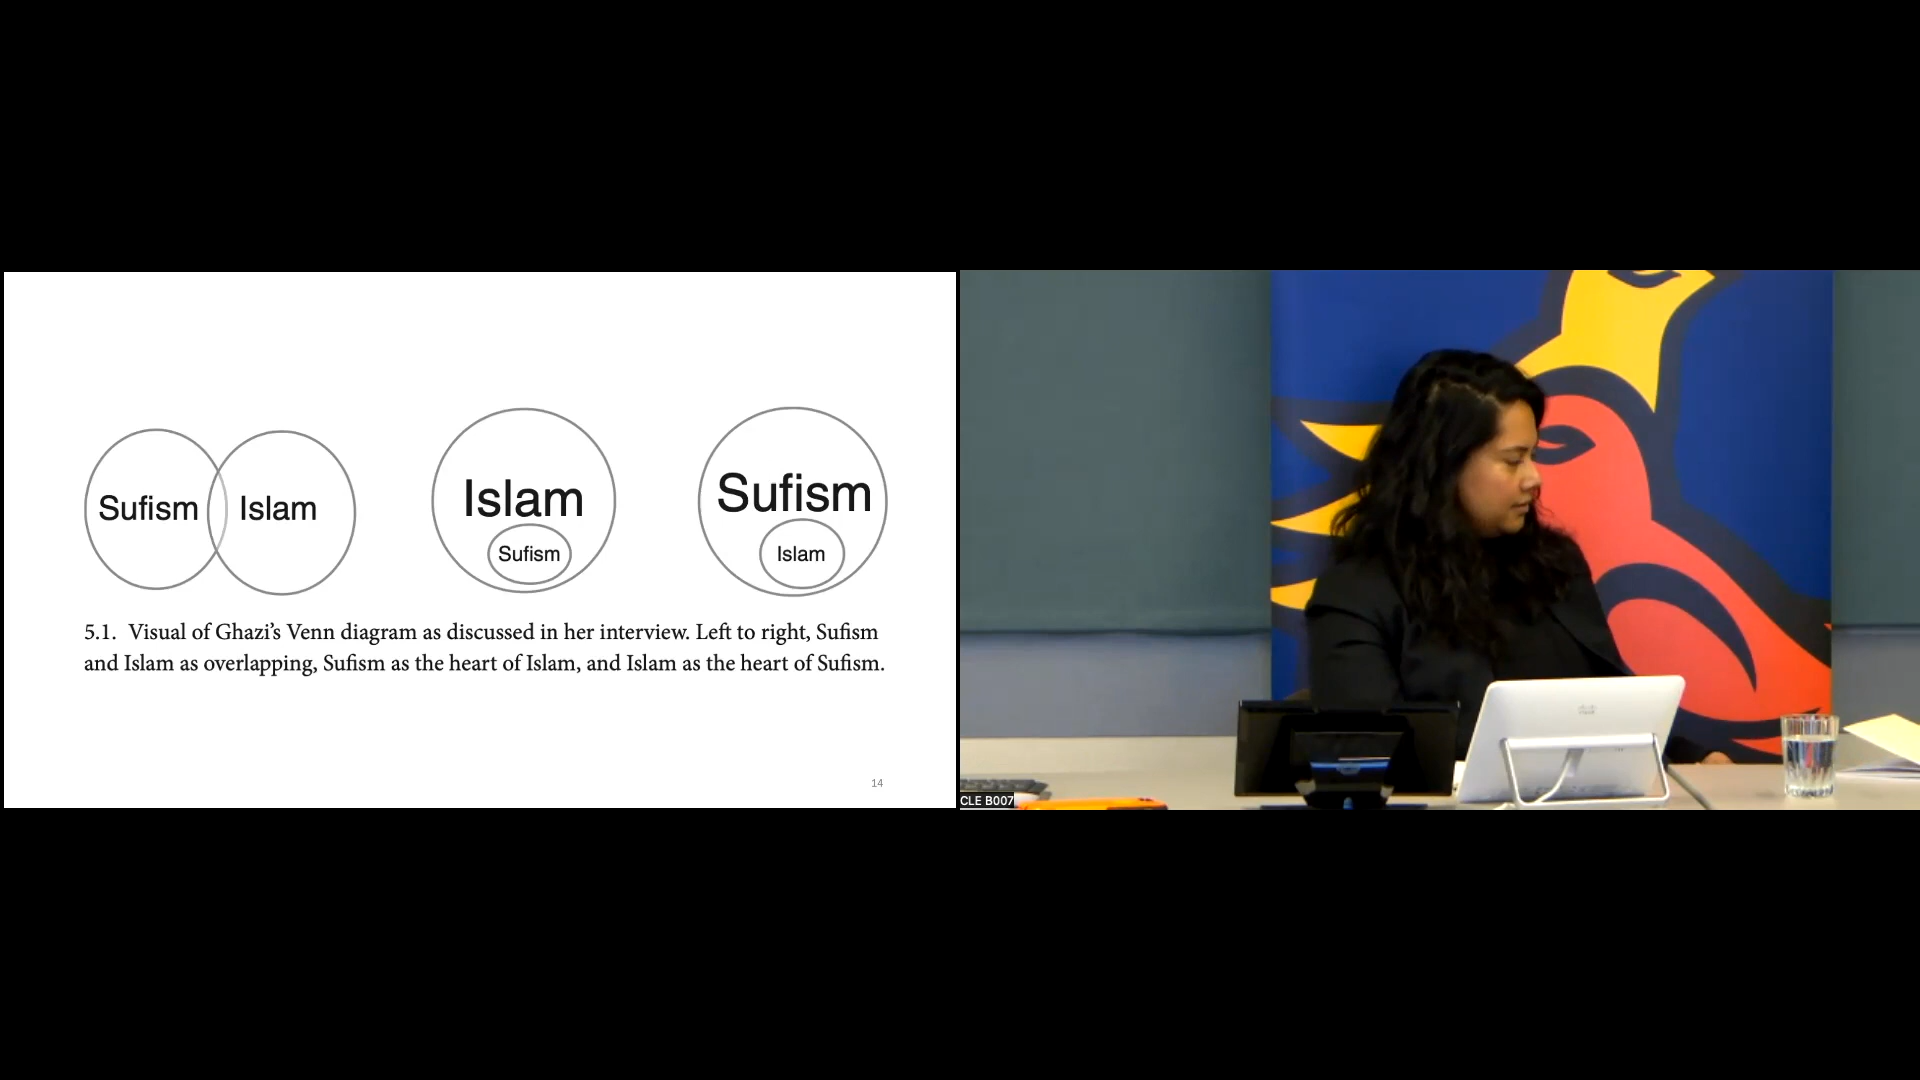 Sufism Islam
Islam
Sufism
Sufism
Islam
5.1. Visual of Ghazi’s Venn diagram as discussed in her interview. Left to right, Sufism
and Islam as overlapping, Sufism as the heart of Islam, and Islam as the heart of Sufism.
14
CLE B007